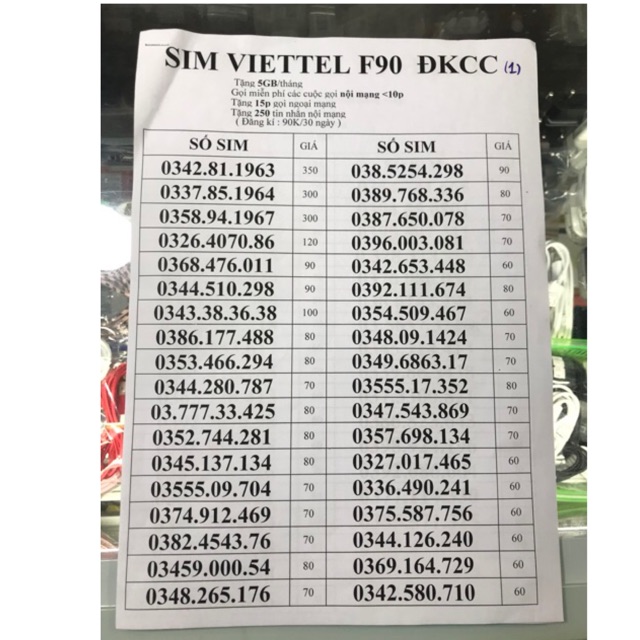 SIM VIETTEL F90 ĐKCC (1)
Tặng 5GB/tháng
Gọi miễn phí các cuộc gọi nội mạng <10p
Tặng 15p gọi ngoại mạng
Tặng 250 tin nhắn nội mạng
( Đăng kí : 90K/30 ngày )
SỐ SIM GIÁ SỐ SIM GIÁ
0342.81.1963 350 038.5254.298 90
0337.85.1964 300 0389.768.336 80
0358.94.1967 300 0387.650.078 70
0326.4070.86 120 0396.003.081 70
0368.476.011 90 0342.653.448 60
0344.510.298 90 0392.111.674 80
0343.38.36.38 100 0354.509.467 60
0386.177.488 80 0348.09.1424 70
0353.466.294 80 0349.6863.17 70
0344.280.787 70 03555.17.352 80
03.777.33.425 80 0347.543.869 70
0352.744.281 80 0357.698.134 70
0345.137.134 80 0327.017.465 60
03555.09.704 70 0336.490.241 60
0374.912.469 70 0375.587.756 60
0382.4543.76 70 0344.126.240 60
03459.000.54 80 0369.164.729 60
0348.265.176 70 0342.580.710 60